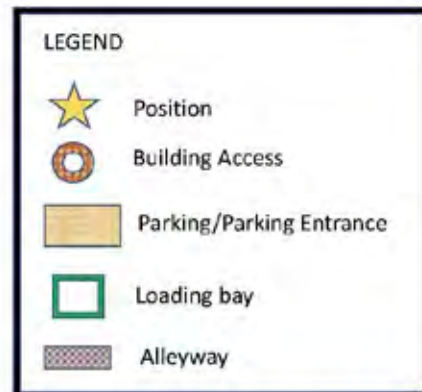 LEGEND
Position
Building Access
Parking/Parking Entrance
Loading bay
Alleyway